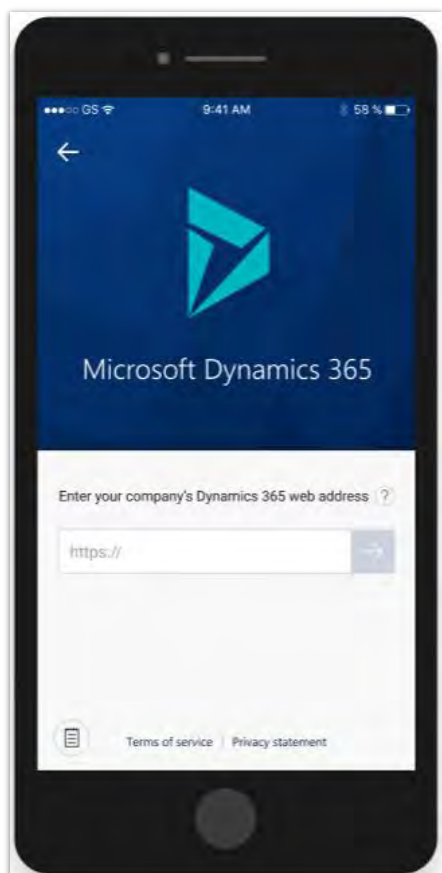 GS 9:41 AM 58 %
Microsoft Dynamics 365
Enter your company's Dynamics 365 web address ?
https://
Terms of service | Privacy statement